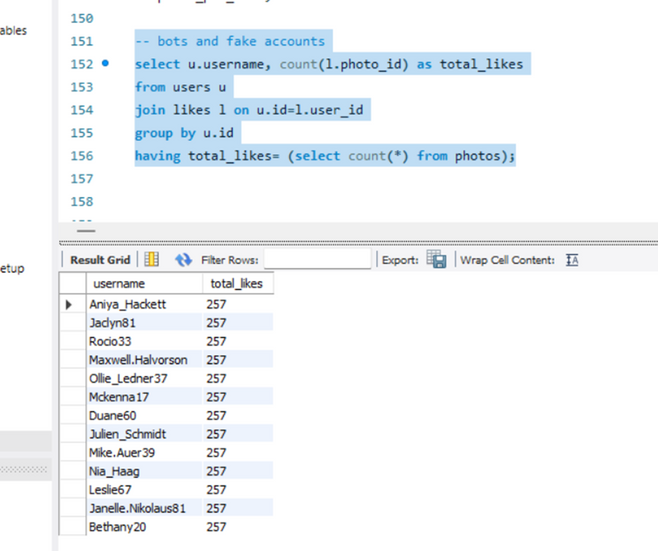 150
ables
151 -- bots and fake accounts
152 select u.username, count(l.photo_id) as total_likes
153 from users u
154 join likes l on u.id=l.user_id
155 group by u.id
156 having total_likes= (select count(*) from photos);
157
158
etup
Result Grid Filter Rows: Export: Wrap Cell Content:
username total_likes
Aniya_Hackett 257
Jaclyn81 257
Rocio33 257
Maxwell.Halvorson 257
Ollie_Ledner37 257
Mckenna17 257
Duane60 257
Julien_Schmidt 257
Mike.Auer39 257
Nia_Haag 257
Leslie67 257
Janelle.Nikolaus81 257
Bethany20 257